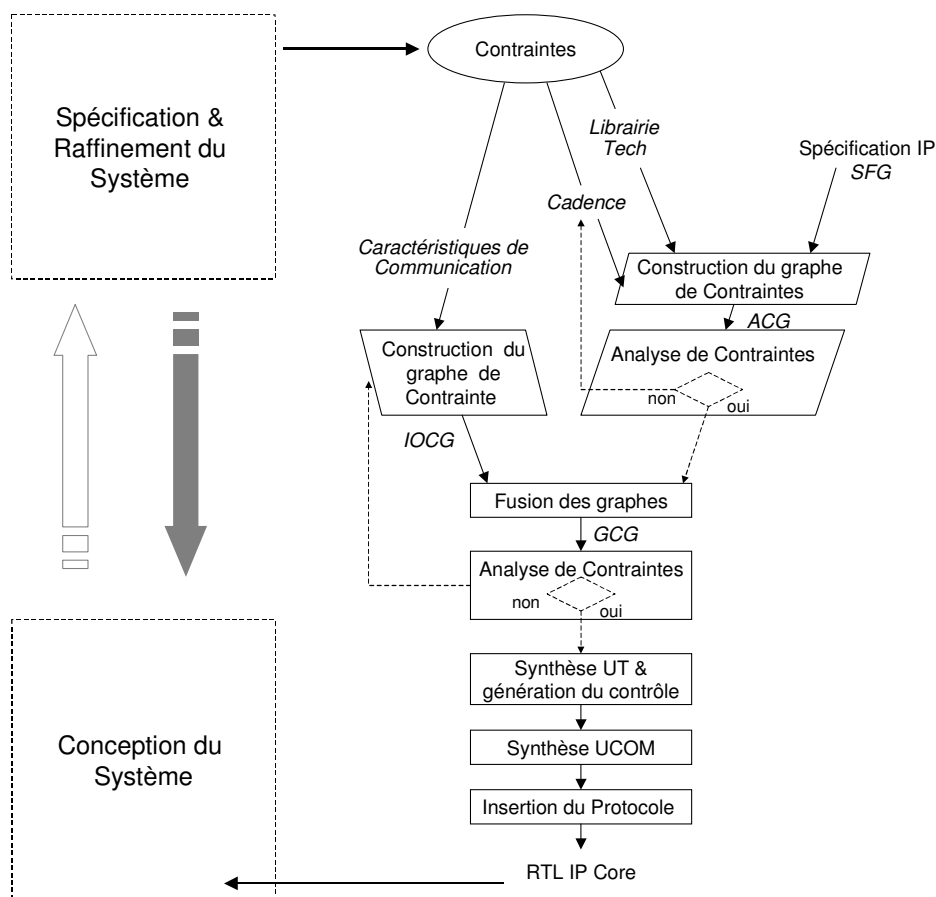 Spécification &
Raffinement du
Système
Contraintes
Librairie
Tech
Spécification IP
SFG
Cadence
Caractéristiques de
Communication
Construction du graphe
de Contraintes
ACG
Construction du
graphe de
Contrainte
Analyse de Contraintes
non
oui
IOCG
Fusion des graphes
GCG
Analyse de Contraintes
non
oui
Synthèse UT &
génération du contrôle
Conception du
Système
Synthèse UCOM
Insertion du Protocole
RTL IP Core